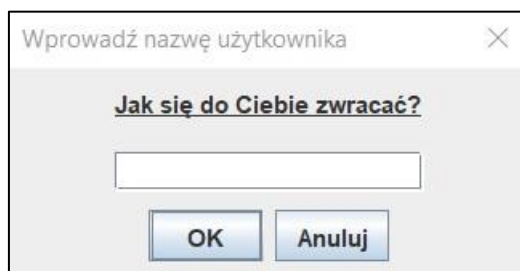 Wprowadź nazwę użytkownika
Jak się do Ciebie zwracać?
OK Anuluj